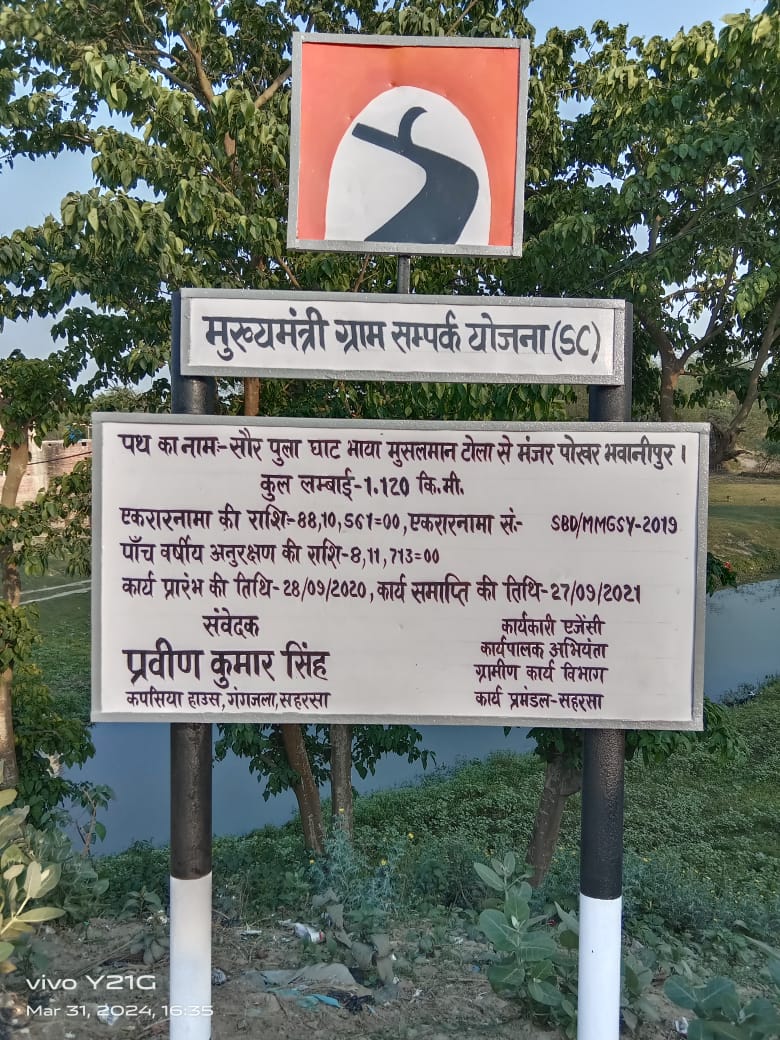 मुख्यमंत्री ग्राम सम्पर्क योजना (SC)
पथ का नाम:- सौर पुला घाट भाया मुसलमान टोला से मंजर पोखर भवानीपुर।
कुल लम्बाई-1.120 कि.मी.
एकरारनामा की राशि:-88,10,561=00, एकरारनामा सं:- SBD/MMGSY-2019
पाँच वर्षीय अनुरक्षण की राशि-8,11,713=00
कार्य प्रारंभ की तिथि-28/09/2020, कार्य समाप्ति की तिथि-27/09/2021
संवेदक
प्रवीण कुमार सिंह
कपसिया हाउस, गंगजला, सहरसा
कार्यकारी एजेंसी
कार्यपालक अभियंता
ग्रामीण कार्य विभाग
कार्य प्रमंडल-सहरसा
vivo Y21G
Mar 31, 2024, 16:35